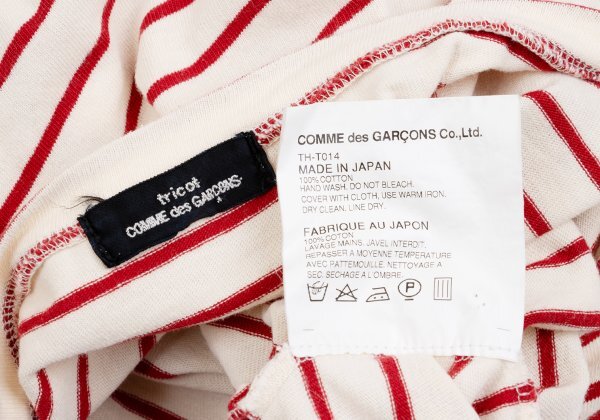 tricot
COMME des GARÇONS
COMME des GARÇONS Co.,Ltd.
TH-T014
MADE IN JAPAN
100% COTTON
HAND WASH. DO NOT BLEACH.
COVER WITH CLOTH, USE WARM IRON.
DRY CLEAN. LINE DRY.
FABRIQUE AU JAPON
100% COTON
LAVAGE MAINS. JAVEL INTERDIT.
REPASSER A MOYENNE TEMPERATURE
AVEC PATTEMOUILLE. NETTOYAGE A
SEC. SECHAGE A L'OMBRE.
P